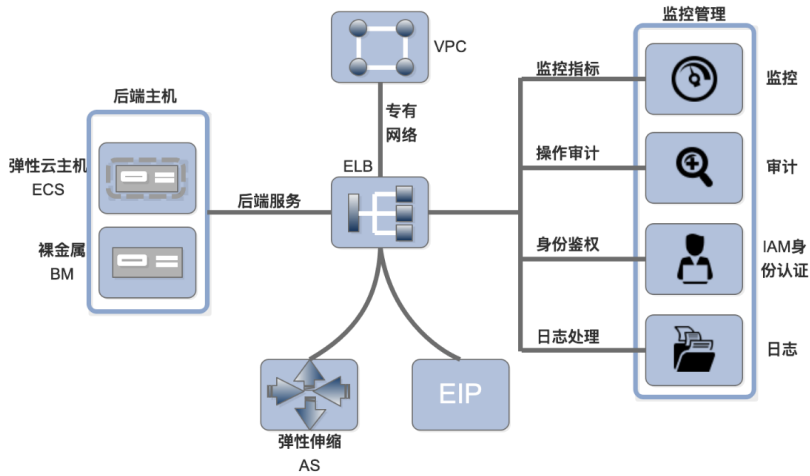 监控管理
VPC
监控指标
监控
后端主机
专有
网络
操作审计
审计
弹性云主机
ECS
ELB
后端服务
裸金属
BM
身份鉴权
IAM身
份认证
日志处理
日志
EIP
弹性伸缩
AS